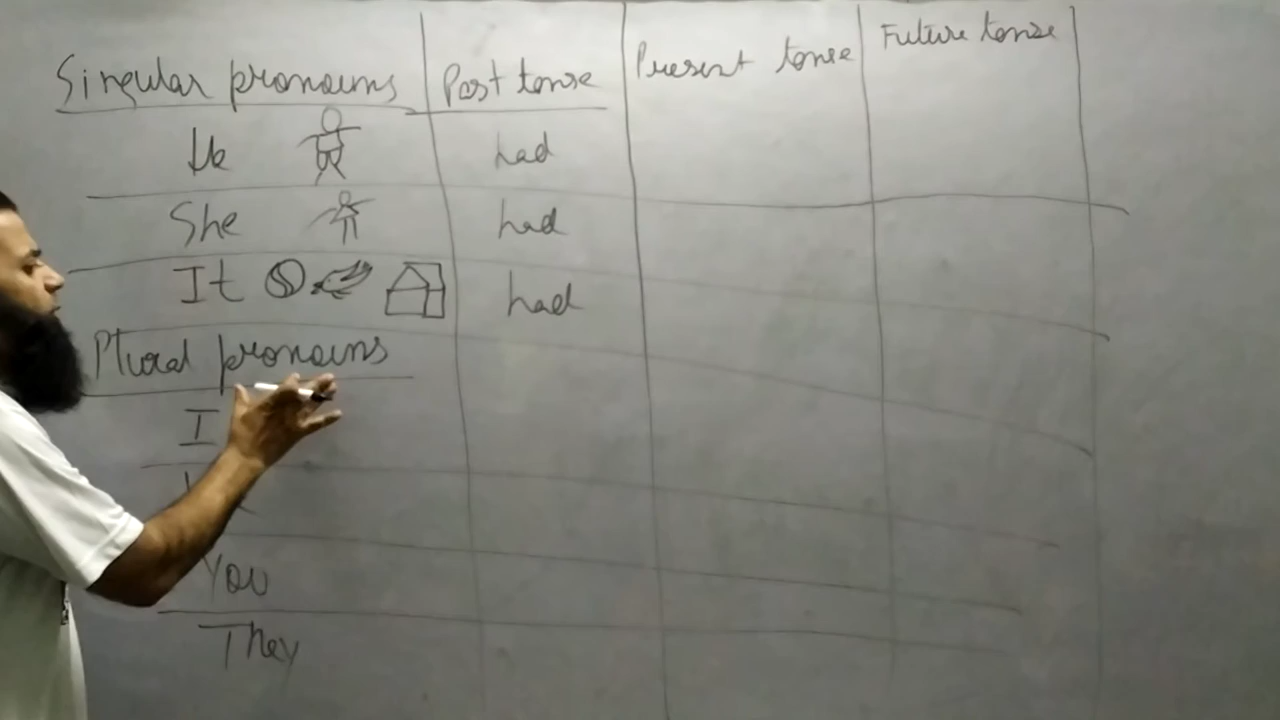 Singular pronouns Past tense Present tense Future tense
He had
She had
It had
Plural pronouns
I
You
They